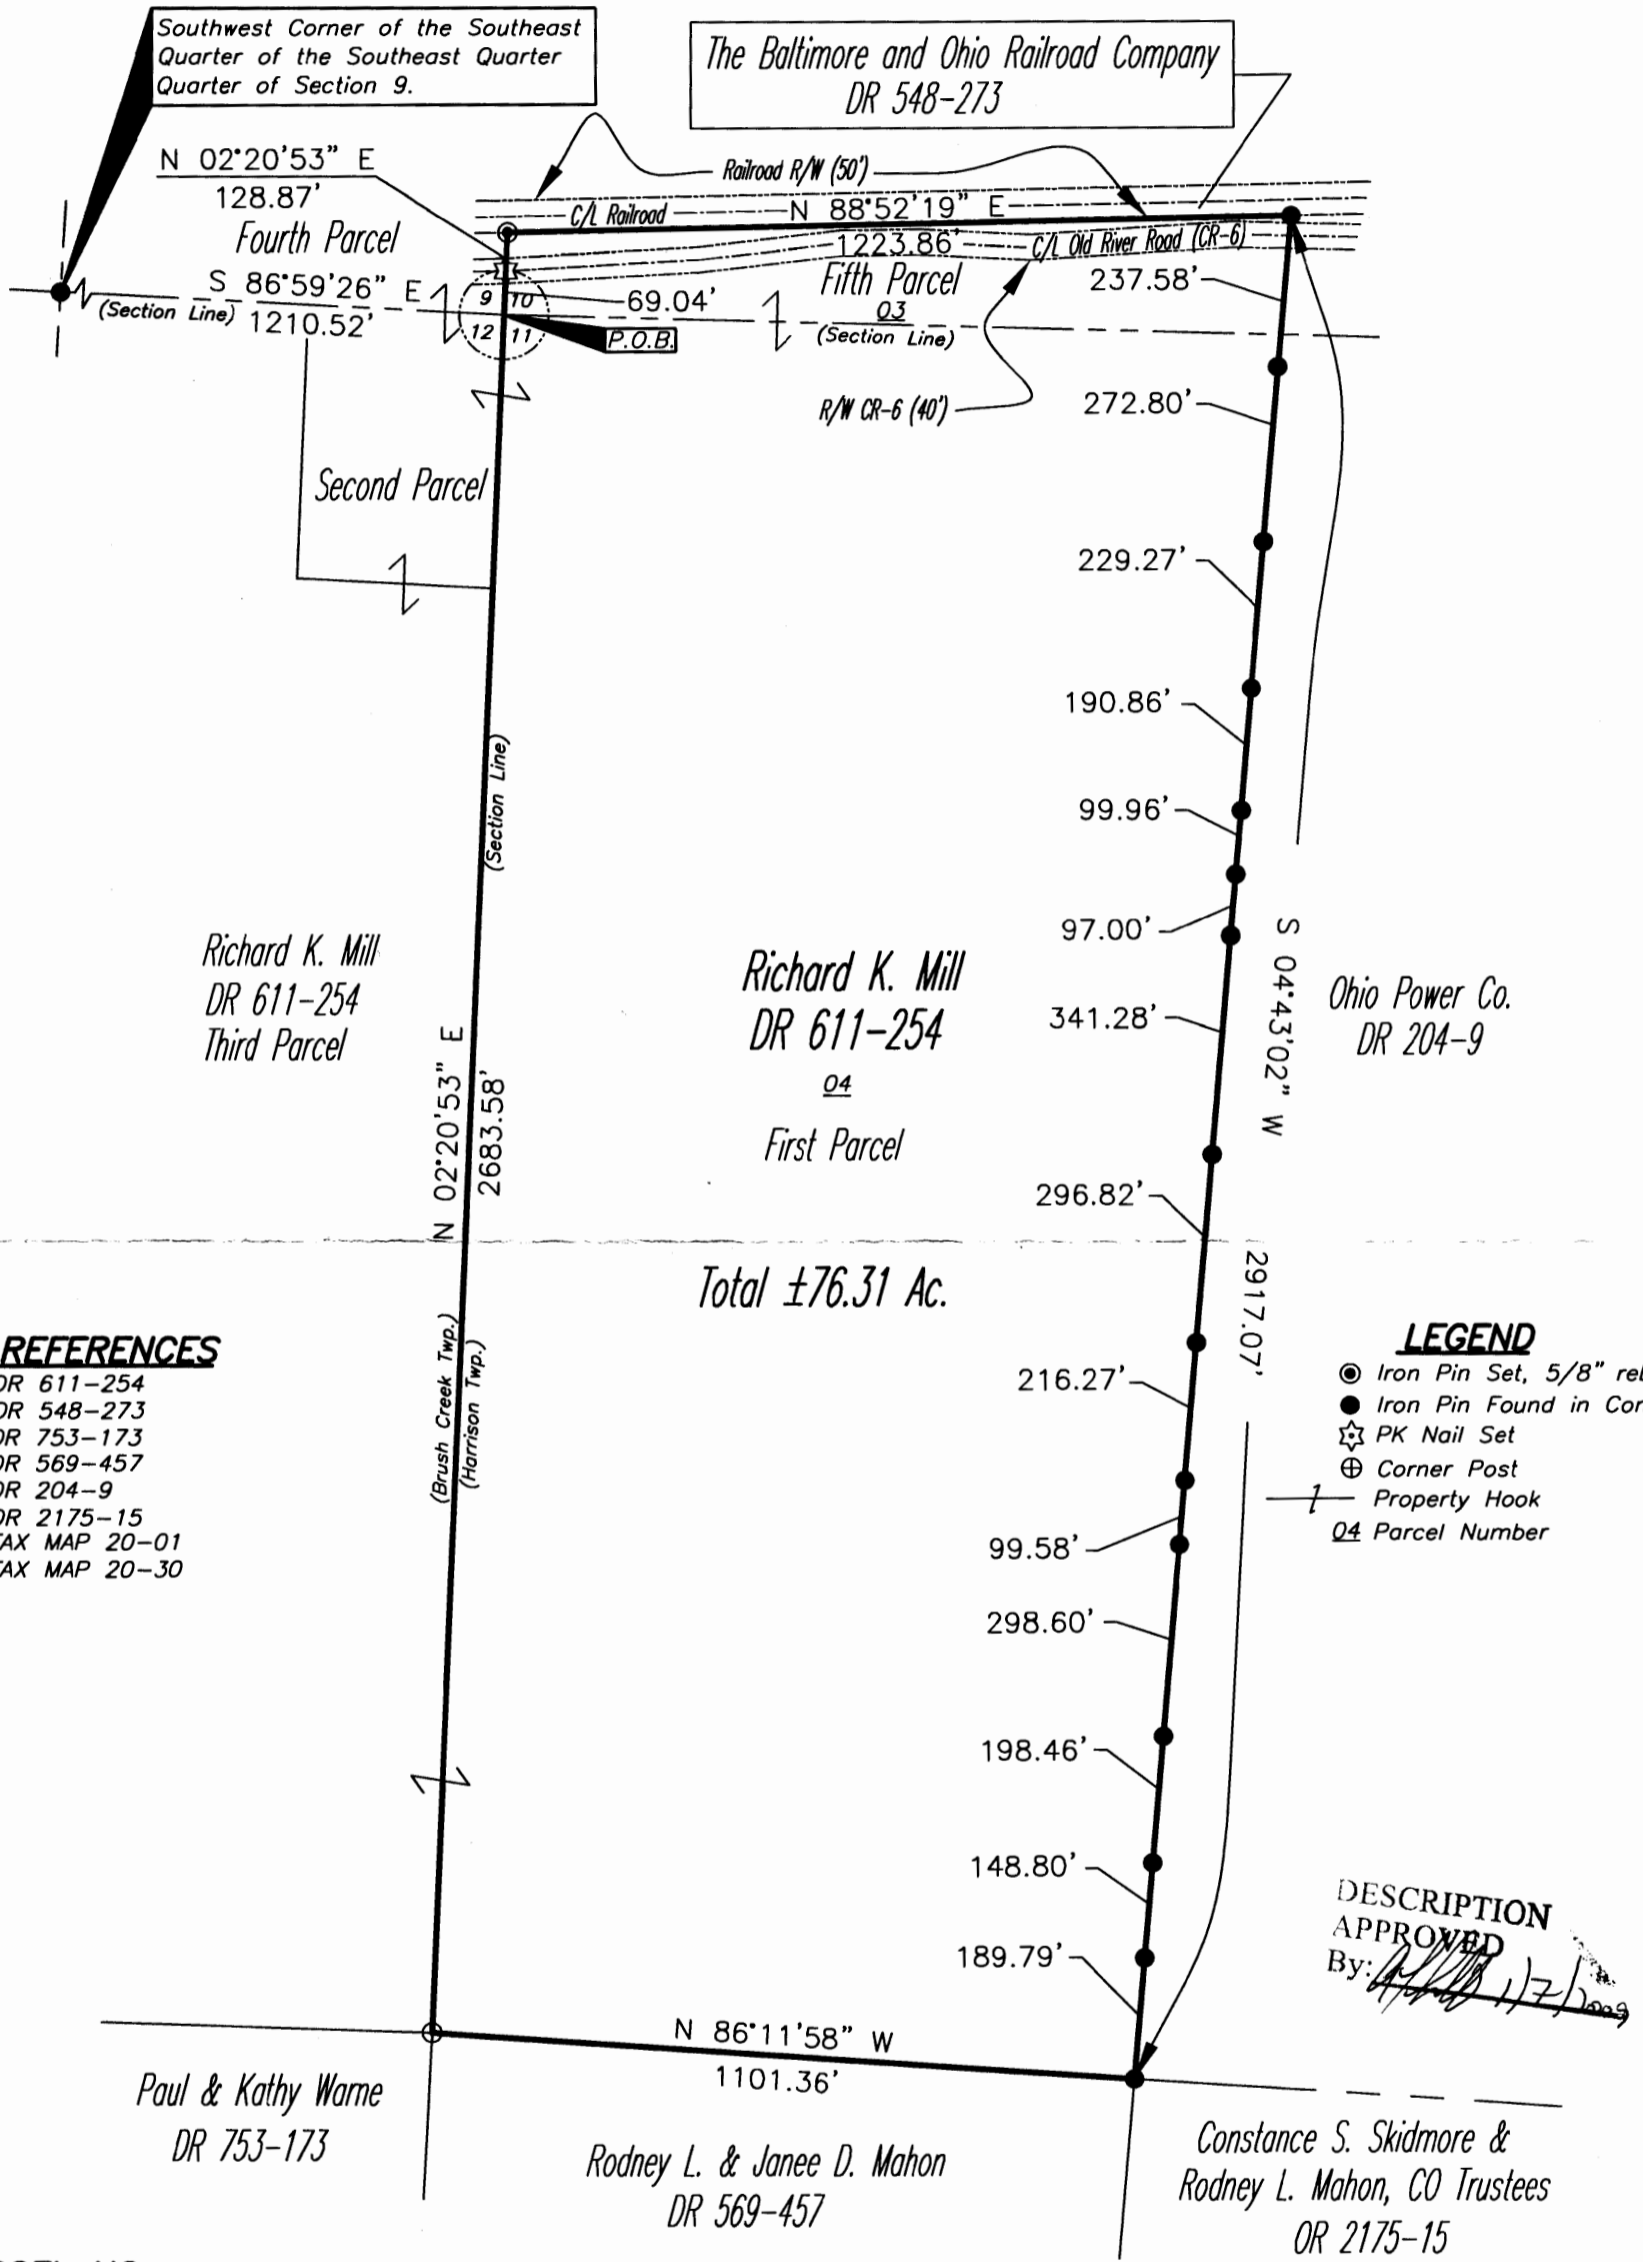 Southwest Corner of the Southeast
Quarter of the Southeast Quarter
Quarter of Section 9.
The Baltimore and Ohio Railroad Company
DR 548-273
N 02°20'53" E
128.87'
Fourth Parcel
Railroad R/W (50')
C/L Railroad
N 88°52'19" E
1223.86'
C/L Old River Road (CR-6)
S 86°59'26" E
(Section Line)
1210.52'
9 10
12 11
69.04'
P.O.B.
Fifth Parcel
03
(Section Line)
237.58'
R/W CR-6 (40')
272.80'
Second Parcel
229.27'
190.86'
(Section Line)
99.96'
97.00'
Richard K. Mill
DR 611-254
Third Parcel
Richard K. Mill
DR 611-254
04
First Parcel
341.28'
S 04°43'02" W
Ohio Power Co.
DR 204-9
N 02°20'53" E
2683.58'
296.82'
2917.07'
Total ±76.31 Ac.
216.27'
REFERENCES
DR 611-254
DR 548-273
DR 753-173
DR 569-457
DR 204-9
OR 2175-15
TAX MAP 20-01
TAX MAP 20-30
(Brush Creek Twp.)
(Harrison Twp.)
LEGEND
Iron Pin Set, 5/8"
Iron Pin Found in
PK Nail Set
Corner Post
Property Hook
04 Parcel Number
99.58'
298.60'
198.46'
148.80'
189.79'
DESCRIPTION
APPROVED
By: 1/7/2009
N 86°11'58" W
1101.36'
Paul & Kathy Wame
DR 753-173
Rodney L. & Janee D. Mahon
DR 569-457
Constance S. Skidmore &
Rodney L. Mahon, CO Trustees
OR 2175-15